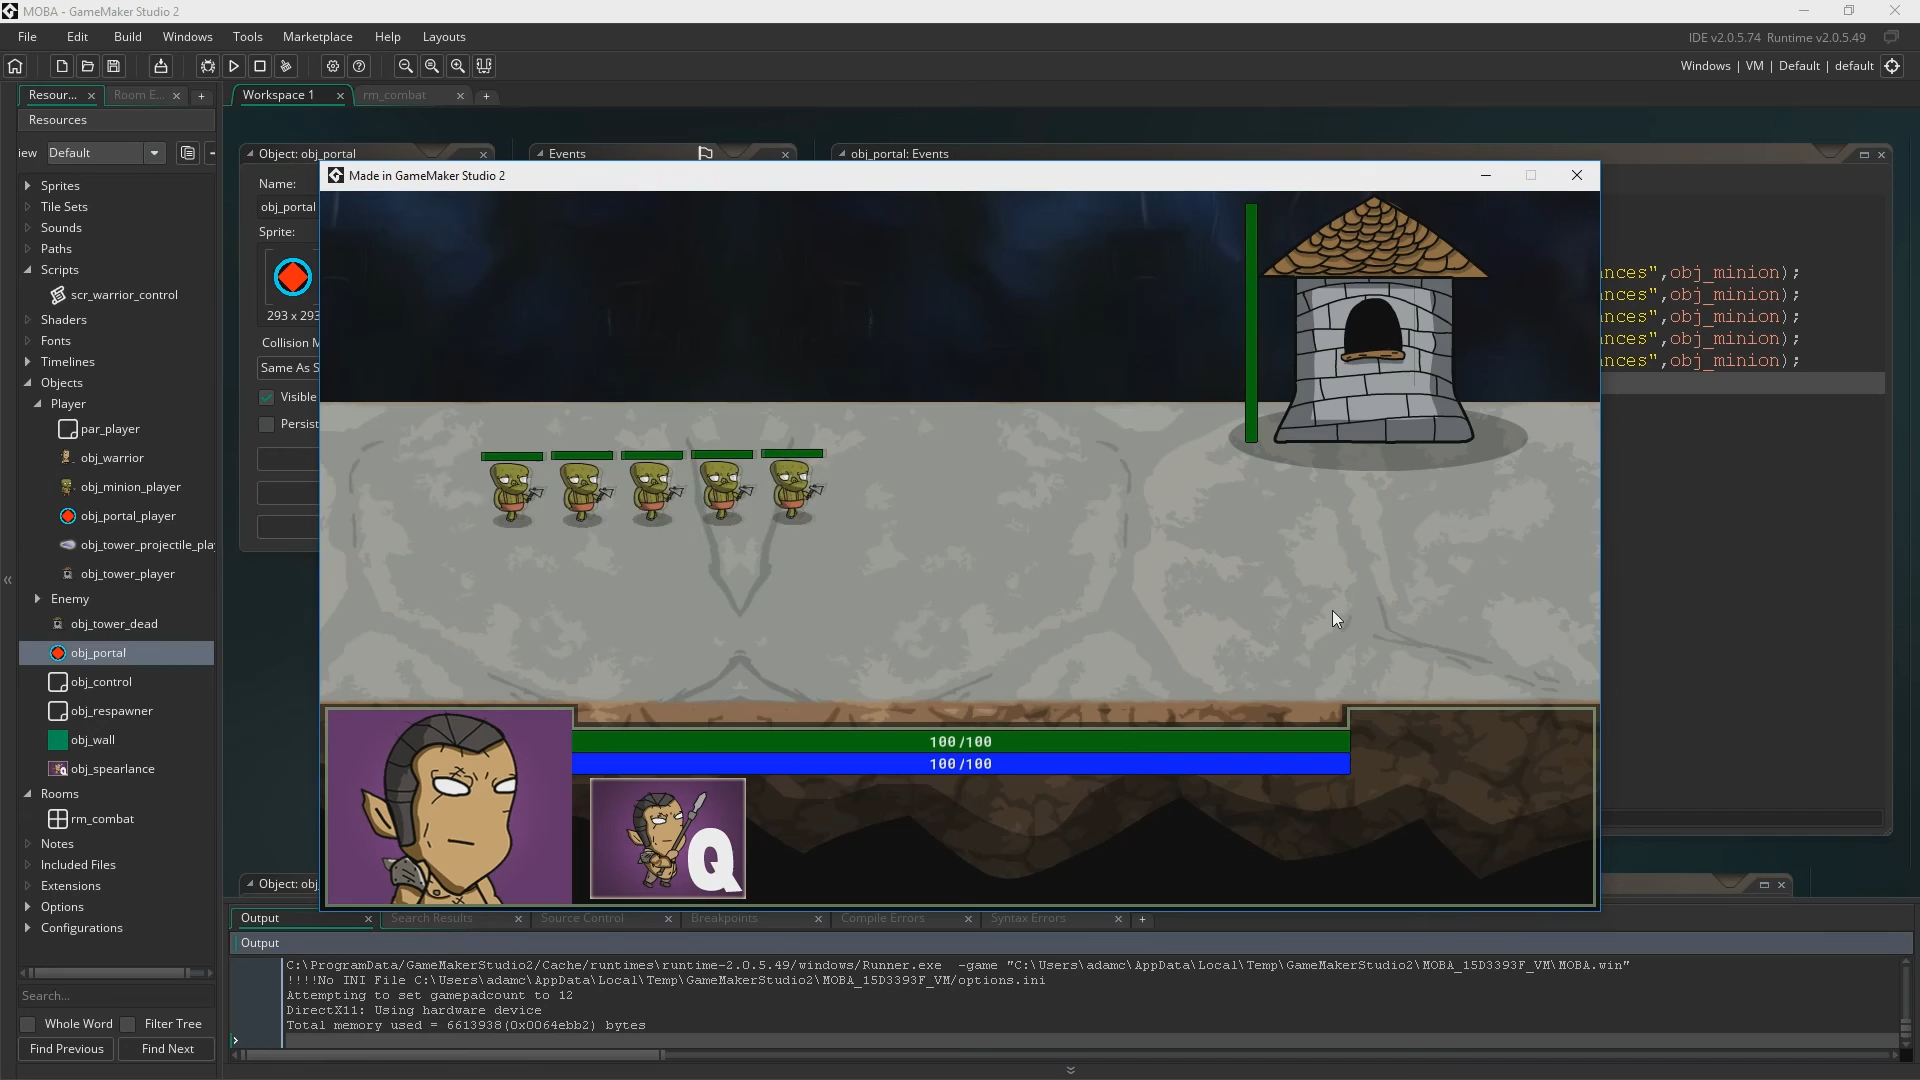 MOBA - GameMaker Studio 2
File Edit Build Windows Tools Marketplace Help Layouts
IDE v2.0.5.74 Runtime v2.0.5.49
Windows | VM | Default | default
Resour...
Room E...
Workspace 1
rm_combat
Resources
iew
Default
Object: obj_portal
Events
obj_portal: Events
Made in GameMaker Studio 2
Name:
obj_portal
Sprite:
293 x 293
Collision M
Same As S
Visible
Persist
Sprites
Tile Sets
Sounds
Paths
Scripts
scr_warrior_control
Shaders
Fonts
Timelines
Objects
Player
par_player
obj_warrior
obj_minion_player
obj_portal_player
obj_tower_projectile_pla
obj_tower_player
Enemy
obj_tower_dead
obj_portal
obj_control
obj_respawner
obj_wall
obj_spearlance
Rooms
rm_combat
Notes
Included Files
Extensions
Options
Configurations
nces",obj_minion);
nces",obj_minion);
nces",obj_minion);
nces",obj_minion);
nces",obj_minion);
100/100
100/100
Q
Object: obj
Output
Search Results
Source Control
Breakpoints
Compile Errors
Syntax Errors
Output
C:\ProgramData/GameMakerStudio2/Cache/runtimes\runtime-2.0.5.49/windows/Runner.exe -game "C:\Users\adamc\AppData\Local\Temp\GameMakerStudio2\MOBA_15D3393F_VM\MOBA.win"
!!!!No INI File C:\Users\adamc\AppData\Local\Temp\GameMakerStudio2\MOBA_15D3393F_VM/options.ini
Attempting to set gamepadcount to 12
DirectX11: Using hardware device
Total memory used = 6613938(0x0064ebb2) bytes
Search...
Whole Word
Filter Tree
Find Previous
Find Next